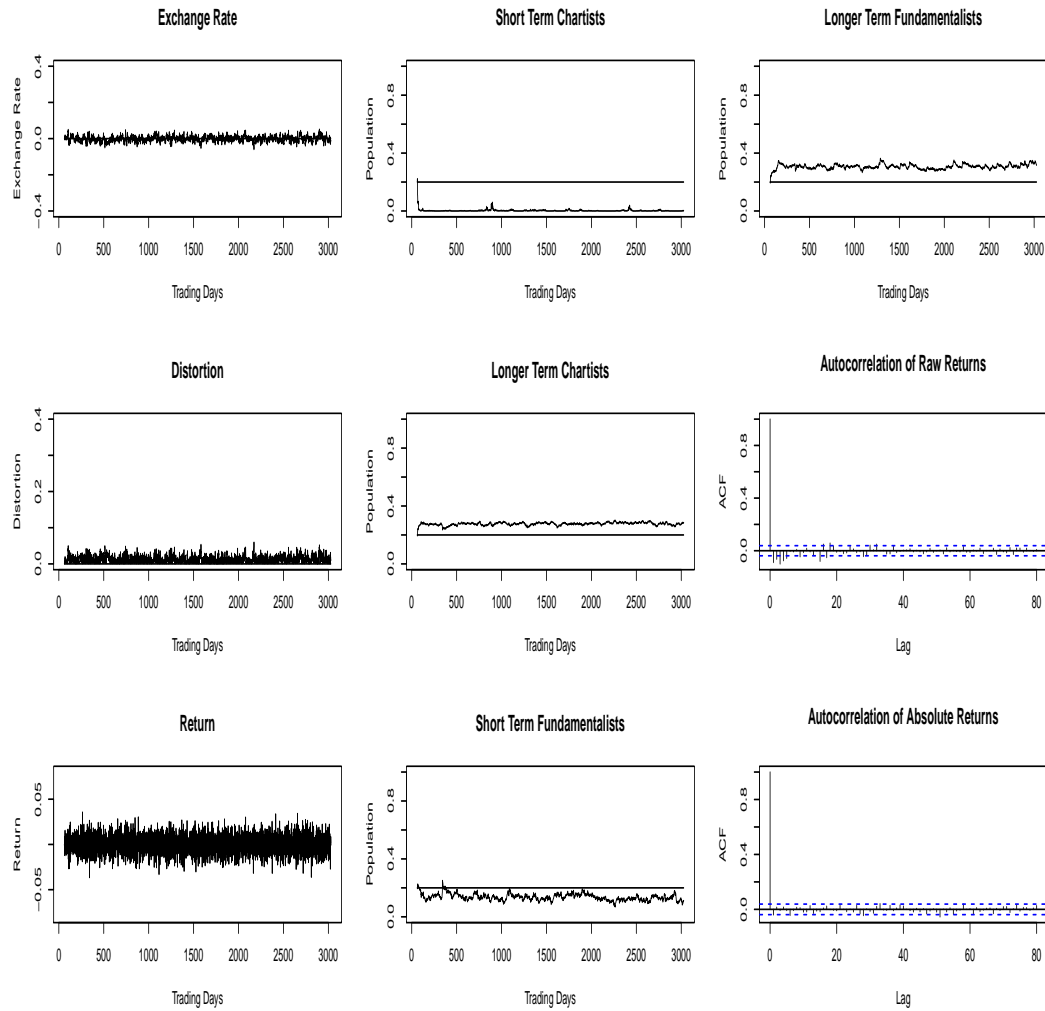 Exchange Rate
Exchange Rate
0.4
0.0
−0.4
0 500 1000 1500 2000 2500 3000
Trading Days
Short Term Chartists
Population
0.8
0.4
0.0
0 500 1000 1500 2000 2500 3000
Trading Days
Longer Term Fundamentalists
Population
0.8
0.4
0.0
0 500 1000 1500 2000 2500 3000
Trading Days
Distortion
Distortion
0.4
0.2
0.0
0 500 1000 1500 2000 2500 3000
Trading Days
Longer Term Chartists
Population
0.8
0.4
0.0
0 500 1000 1500 2000 2500 3000
Trading Days
Autocorrelation of Raw Returns
ACF
0.8
0.4
0.0
0 20 40 60 80
Lag
Return
Return
0.05
−0.05
0 500 1000 1500 2000 2500 3000
Trading Days
Short Term Fundamentalists
Population
0.8
0.4
0.0
0 500 1000 1500 2000 2500 3000
Trading Days
Autocorrelation of Absolute Returns
ACF
0.8
0.4
0.0
0 20 40 60 80
Lag